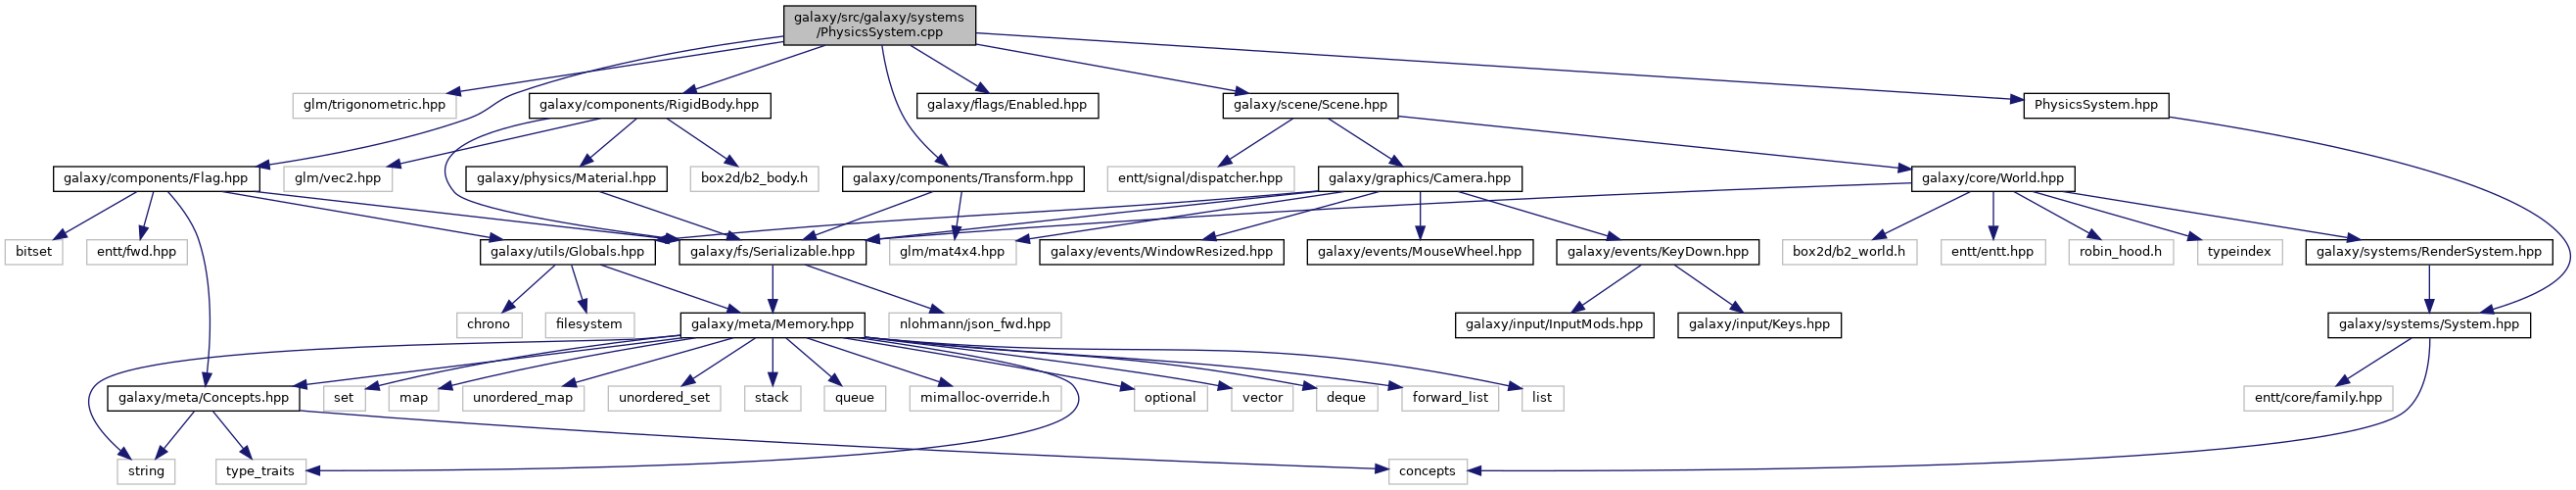 galaxy/src/galaxy/systems
/PhysicsSystem.cpp
glm/trigonometric.hpp
galaxy/components/RigidBody.hpp
galaxy/flags/Enabled.hpp
galaxy/scene/Scene.hpp
PhysicsSystem.hpp
galaxy/components/Flag.hpp
glm/vec2.hpp
galaxy/physics/Material.hpp
box2d/b2_body.h
galaxy/components/Transform.hpp
entt/signal/dispatcher.hpp
galaxy/graphics/Camera.hpp
galaxy/core/World.hpp
bitset
entt/fwd.hpp
galaxy/utils/Globals.hpp
galaxy/fs/Serializable.hpp
glm/mat4x4.hpp
galaxy/events/WindowResized.hpp
galaxy/events/MouseWheel.hpp
galaxy/events/KeyDown.hpp
box2d/b2_world.h
entt/entt.hpp
robin_hood.h
typeindex
galaxy/systems/RenderSystem.hpp
chrono
filesystem
galaxy/meta/Memory.hpp
nlohmann/json_fwd.hpp
galaxy/input/InputMods.hpp
galaxy/input/Keys.hpp
galaxy/systems/System.hpp
galaxy/meta/Concepts.hpp
set
map
unordered_map
unordered_set
stack
queue
mimalloc-override.h
optional
vector
deque
forward_list
list
entt/core/family.hpp
string
type_traits
concepts